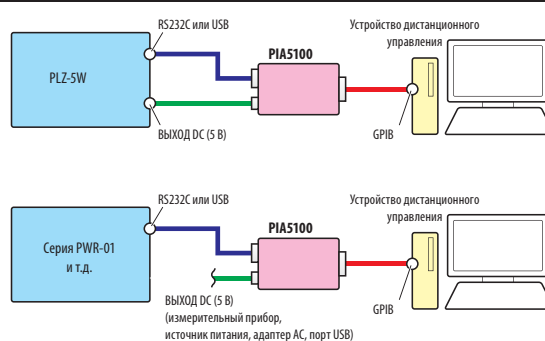 RS232C или USB
Устройство дистанционного
управления
PIA5100
PLZ-5W
ВЫХОД DC (5 В)
GPIB
RS232C или USB
Устройство дистанционного
управления
PIA5100
Серия PWR-01
и т.д.
ВЫХОД DC (5 В)
(измерительный прибор,
источник питания, адаптер AC, порт USB)
GPIB